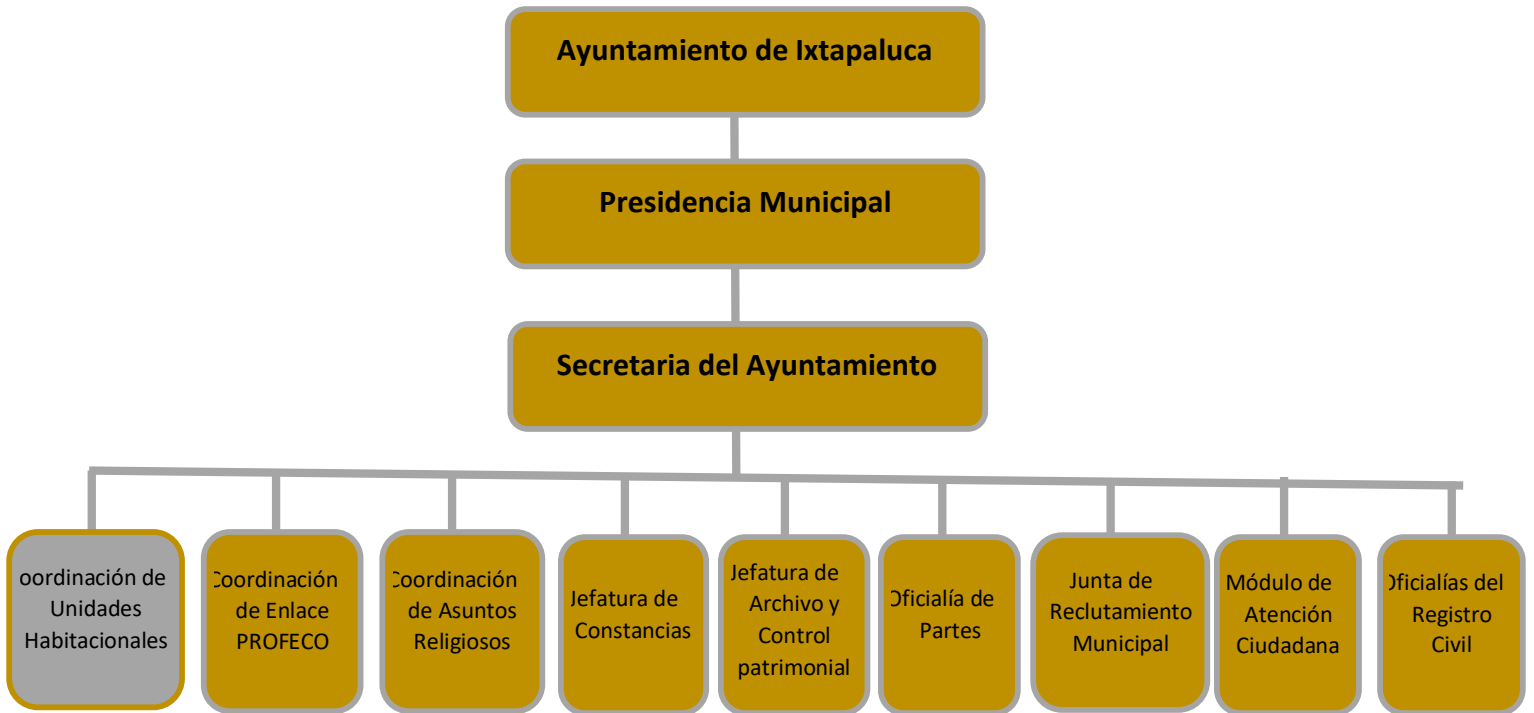 Ayuntamiento de Ixtapaluca
Presidencia Municipal
Secretaria del Ayuntamiento
oordinación de
Unidades
Habitacionales
Coordinación
de Enlace
PROFECO
Coordinación
de Asuntos
Religiosos
Jefatura de
Constancias
Jefatura de
Archivo y
Control
patrimonial
Oficialía de
Partes
Junta de
Reclutamiento
Municipal
Módulo de
Atención
Ciudadana
Oficialías del
Registro
Civil